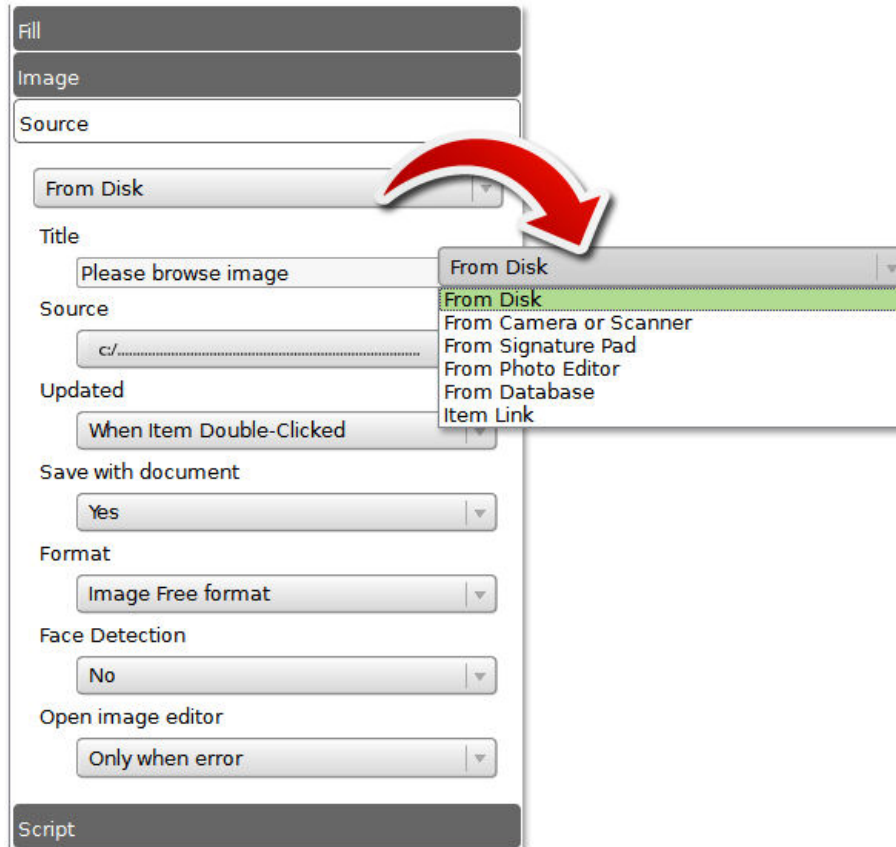 Fill
Image
Source
From Disk
Title
Please browse image
Source
c:/..........................................................................................
Updated
When Item Double-Clicked
Save with document
Yes
Format
Image Free format
Face Detection
No
Open image editor
Only when error
Script
From Disk
From Disk
From Camera or Scanner
From Signature Pad
From Photo Editor
From Database
Item Link